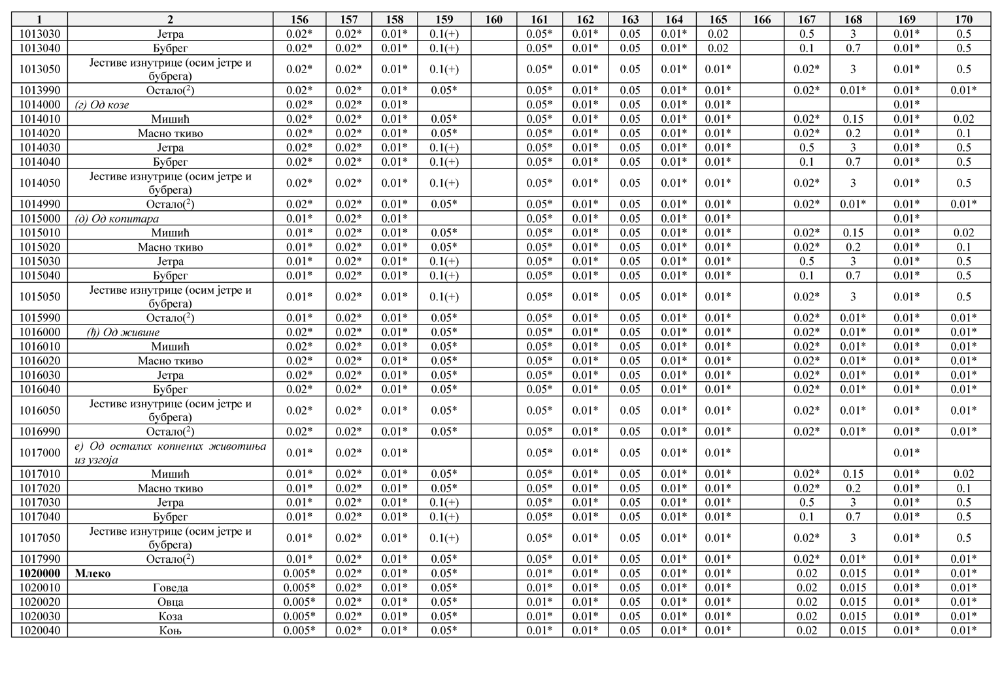 1 2 156 157 158 159 160 161 162 163 164 165 166 167 168 169 170
1013030 Јетра 0.02* 0.02* 0.01* 0.1(+) 0.05* 0.01* 0.05 0.01* 0.02 0.5 3 0.01* 0.5
1013040 Бубрег 0.02* 0.02* 0.01* 0.1(+) 0.05* 0.01* 0.05 0.01* 0.02 0.1 0.7 0.01* 0.5
1013050 Јестиве изнутрице (осим јетре и
бубрега) 0.02* 0.02* 0.01* 0.1(+) 0.05* 0.01* 0.05 0.01* 0.01* 0.02* 3 0.01* 0.5
1013990 Остало(2) 0.02* 0.02* 0.01* 0.05* 0.05* 0.01* 0.05 0.01* 0.01* 0.02* 0.01* 0.01* 0.01*
1014000 (г) Од козе 0.02* 0.02* 0.01* 0.05* 0.01* 0.05 0.01* 0.01* 0.01*
1014010 Мишић 0.02* 0.02* 0.01* 0.05* 0.05* 0.01* 0.05 0.01* 0.01* 0.02* 0.15 0.01* 0.02
1014020 Масно ткиво 0.02* 0.02* 0.01* 0.05* 0.05* 0.01* 0.05 0.01* 0.01* 0.02* 0.2 0.01* 0.1
1014030 Јетра 0.02* 0.02* 0.01* 0.1(+) 0.05* 0.01* 0.05 0.01* 0.01* 0.5 3 0.01* 0.5
1014040 Бубрег 0.02* 0.02* 0.01* 0.1(+) 0.05* 0.01* 0.05 0.01* 0.01* 0.1 0.7 0.01* 0.5
1014050 Јестиве изнутрице (осим јетре и
бубрега) 0.02* 0.02* 0.01* 0.1(+) 0.05* 0.01* 0.05 0.01* 0.01* 0.02* 3 0.01* 0.5
1014990 Остало(2) 0.02* 0.02* 0.01* 0.05* 0.05* 0.01* 0.05 0.01* 0.01* 0.02* 0.01* 0.01* 0.01*
1015000 (д) Од копитара 0.01* 0.02* 0.01* 0.05* 0.01* 0.05 0.01* 0.01* 0.01*
1015010 Мишић 0.01* 0.02* 0.01* 0.05* 0.05* 0.01* 0.05 0.01* 0.01* 0.02* 0.15 0.01* 0.02
1015020 Масно ткиво 0.01* 0.02* 0.01* 0.05* 0.05* 0.01* 0.05 0.01* 0.01* 0.02* 0.2 0.01* 0.1
1015030 Јетра 0.01* 0.02* 0.01* 0.1(+) 0.05* 0.01* 0.05 0.01* 0.01* 0.5 3 0.01* 0.5
1015040 Бубрег 0.01* 0.02* 0.01* 0.1(+) 0.05* 0.01* 0.05 0.01* 0.01* 0.1 0.7 0.01* 0.5
1015050 Јестиве изнутрице (осим јетре и
бубрега) 0.01* 0.02* 0.01* 0.1(+) 0.05* 0.01* 0.05 0.01* 0.01* 0.02* 3 0.01* 0.5
1015990 Остало(2) 0.01* 0.02* 0.01* 0.05* 0.05* 0.01* 0.05 0.01* 0.01* 0.02* 0.01* 0.01* 0.01*
1016000 (ђ) Од живине 0.02* 0.02* 0.01* 0.05* 0.05* 0.01* 0.05 0.01* 0.01* 0.02* 0.01* 0.01* 0.01*
1016010 Мишић 0.02* 0.02* 0.01* 0.05* 0.05* 0.01* 0.05 0.01* 0.01* 0.02* 0.01* 0.01* 0.01*
1016020 Масно ткиво 0.02* 0.02* 0.01* 0.05* 0.05* 0.01* 0.05 0.01* 0.01* 0.02* 0.01* 0.01* 0.01*
1016030 Јетра 0.02* 0.02* 0.01* 0.05* 0.05* 0.01* 0.05 0.01* 0.01* 0.02* 0.01* 0.01* 0.01*
1016040 Бубрег 0.02* 0.02* 0.01* 0.05* 0.05* 0.01* 0.05 0.01* 0.01* 0.02* 0.01* 0.01* 0.01*
1016050 Јестиве изнутрице (осим јетре и
бубрега) 0.02* 0.02* 0.01* 0.05* 0.05* 0.01* 0.05 0.01* 0.01* 0.02* 0.01* 0.01* 0.01*
1016990 Остало(2) 0.02* 0.02* 0.01* 0.05* 0.05* 0.01* 0.05 0.01* 0.01* 0.02* 0.01* 0.01* 0.01*
1017000 е) Од осталих копнених животиња
из узгоја 0.01* 0.02* 0.01* 0.05* 0.01* 0.05 0.01* 0.01* 0.01*
1017010 Мишић 0.01* 0.02* 0.01* 0.05* 0.05* 0.01* 0.05 0.01* 0.01* 0.02* 0.15 0.01* 0.02
1017020 Масно ткиво 0.01* 0.02* 0.01* 0.05* 0.05* 0.01* 0.05 0.01* 0.01* 0.02* 0.2 0.01* 0.1
1017030 Јетра 0.01* 0.02* 0.01* 0.1(+) 0.05* 0.01* 0.05 0.01* 0.01* 0.5 3 0.01* 0.5
1017040 Бубрег 0.01* 0.02* 0.01* 0.1(+) 0.05* 0.01* 0.05 0.01* 0.01* 0.1 0.7 0.01* 0.5
1017050 Јестиве изнутрице (осим јетре и
бубрега) 0.01* 0.02* 0.01* 0.1(+) 0.05* 0.01* 0.05 0.01* 0.01* 0.02* 3 0.01* 0.5
1017990 Остало(2) 0.01* 0.02* 0.01* 0.05* 0.05* 0.01* 0.05 0.01* 0.01* 0.02* 0.01* 0.01* 0.01*
1020000 Млеко 0.005* 0.02* 0.01* 0.05* 0.01* 0.01* 0.05 0.01* 0.01* 0.02 0.015 0.01* 0.01*
1020010 Говеда 0.005* 0.02* 0.01* 0.05* 0.01* 0.01* 0.05 0.01* 0.01* 0.02 0.015 0.01* 0.01*
1020020 Овца 0.005* 0.02* 0.01* 0.05* 0.01* 0.01* 0.05 0.01* 0.01* 0.02 0.015 0.01* 0.01*
1020030 Коза 0.005* 0.02* 0.01* 0.05* 0.01* 0.01* 0.05 0.01* 0.01* 0.02 0.015 0.01* 0.01*
1020040 Коњ 0.005* 0.02* 0.01* 0.05* 0.01* 0.01* 0.05 0.01* 0.01* 0.02 0.015 0.01* 0.01*